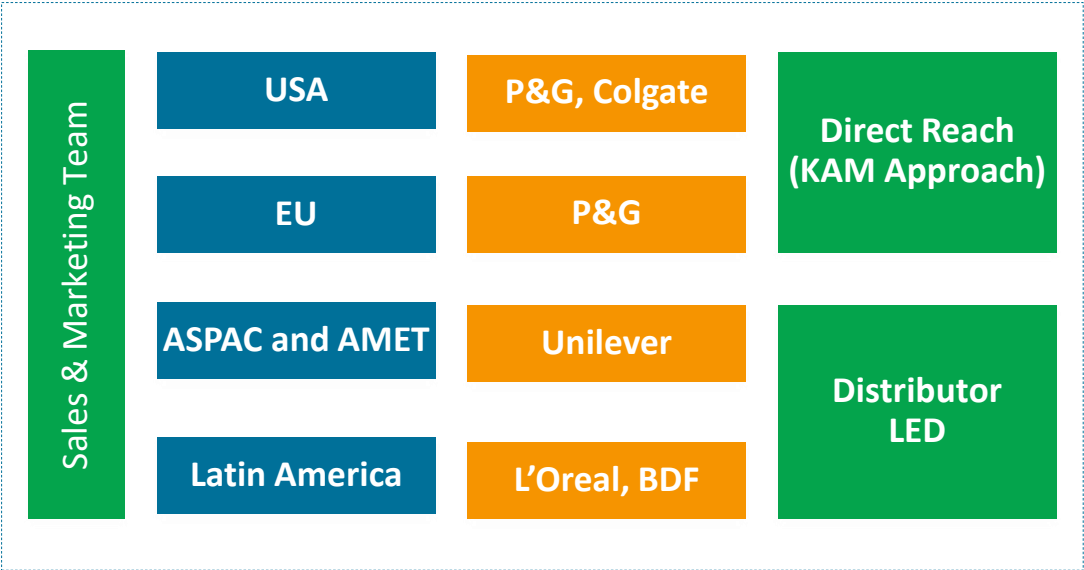 Sales & Marketing Team
USA
P&G, Colgate
Direct Reach
(KAM Approach)
EU
P&G
ASPAC and AMET
Unilever
Distributor
LED
Latin America
L’Oreal, BDF